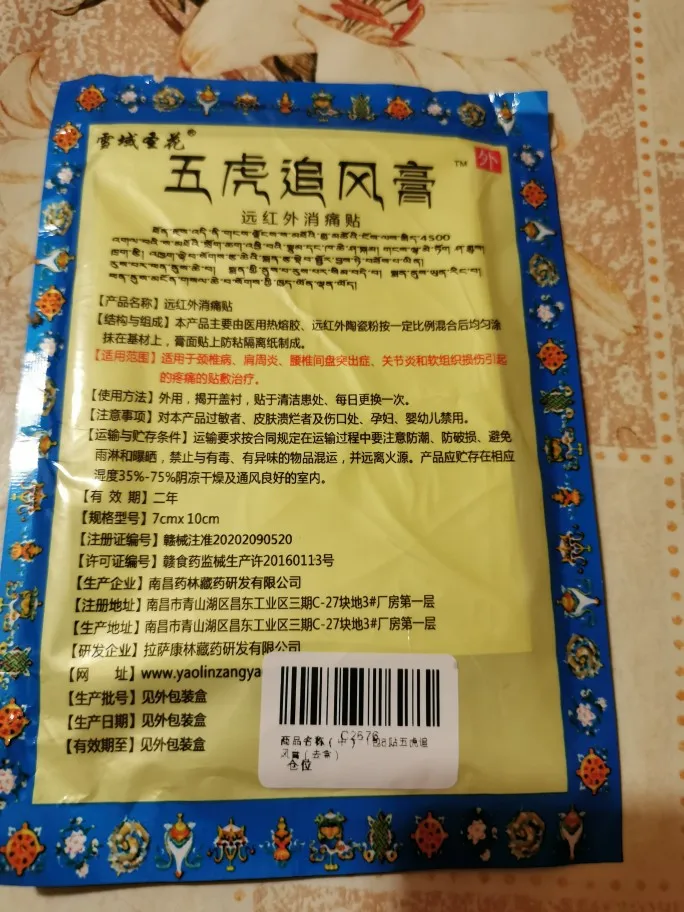 雪域雪花®
五虎追风膏™ 外
远红外消痛贴
【产品名称】远红外消痛贴
【结构与组成】本产品主要由医用热熔胶、远红外陶瓷粉按一定比例混合后均匀涂
抹在基材上，膏面贴上防粘隔离纸制成。
【适用范围】适用于颈椎病、肩周炎、腰椎间盘突出症、关节炎和软组织损伤引起
的疼痛的贴敷治疗。
【使用方法】外用，揭开盖衬，贴于清洁患处、每日更换一次。
【注意事项】对本产品过敏者、皮肤溃烂者及伤口处、孕妇、婴幼儿禁用。
【运输与贮存条件】运输要求按合同规定在运输过程中要注意防潮、防破损、避免
雨淋和曝晒，禁止与有毒、有异味的物品混运，并远离火源。产品应贮存在相应
湿度35%-75%阴凉干燥及通风良好的室内。
【有 效 期】二年
【规格型号】7cmx 10cm
【注册证编号】赣械注准20202090520
【许可证编号】赣食药监械生产许20160113号
【生产企业】南昌药林藏药研发有限公司
【注册地址】南昌市青山湖区昌东工业区三期C-27块地3#厂房第一层
【生产地址】南昌市青山湖区昌东工业区三期C-27块地3#厂房第一层
【研发企业】拉萨康林藏药研发有限公司
【网 址】www.yaolinzangya
【生产批号】见外包装盒
【生产日期】见外包装盒
【有效期至】见外包装盒
C2576
商品名称（中）：贴五虎追
风膏（去掌）
仓位